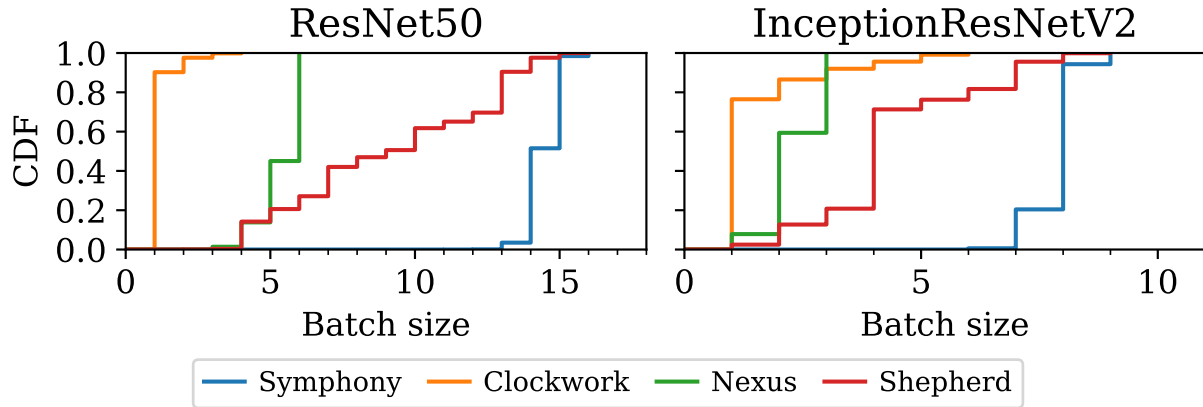 ResNet50
InceptionResNetV2
CDF
1.0
0.8
0.6
0.4
0.2
0.0
0 5 10 15
0 5 10
Batch size
Batch size
Symphony Clockwork Nexus Shepherd